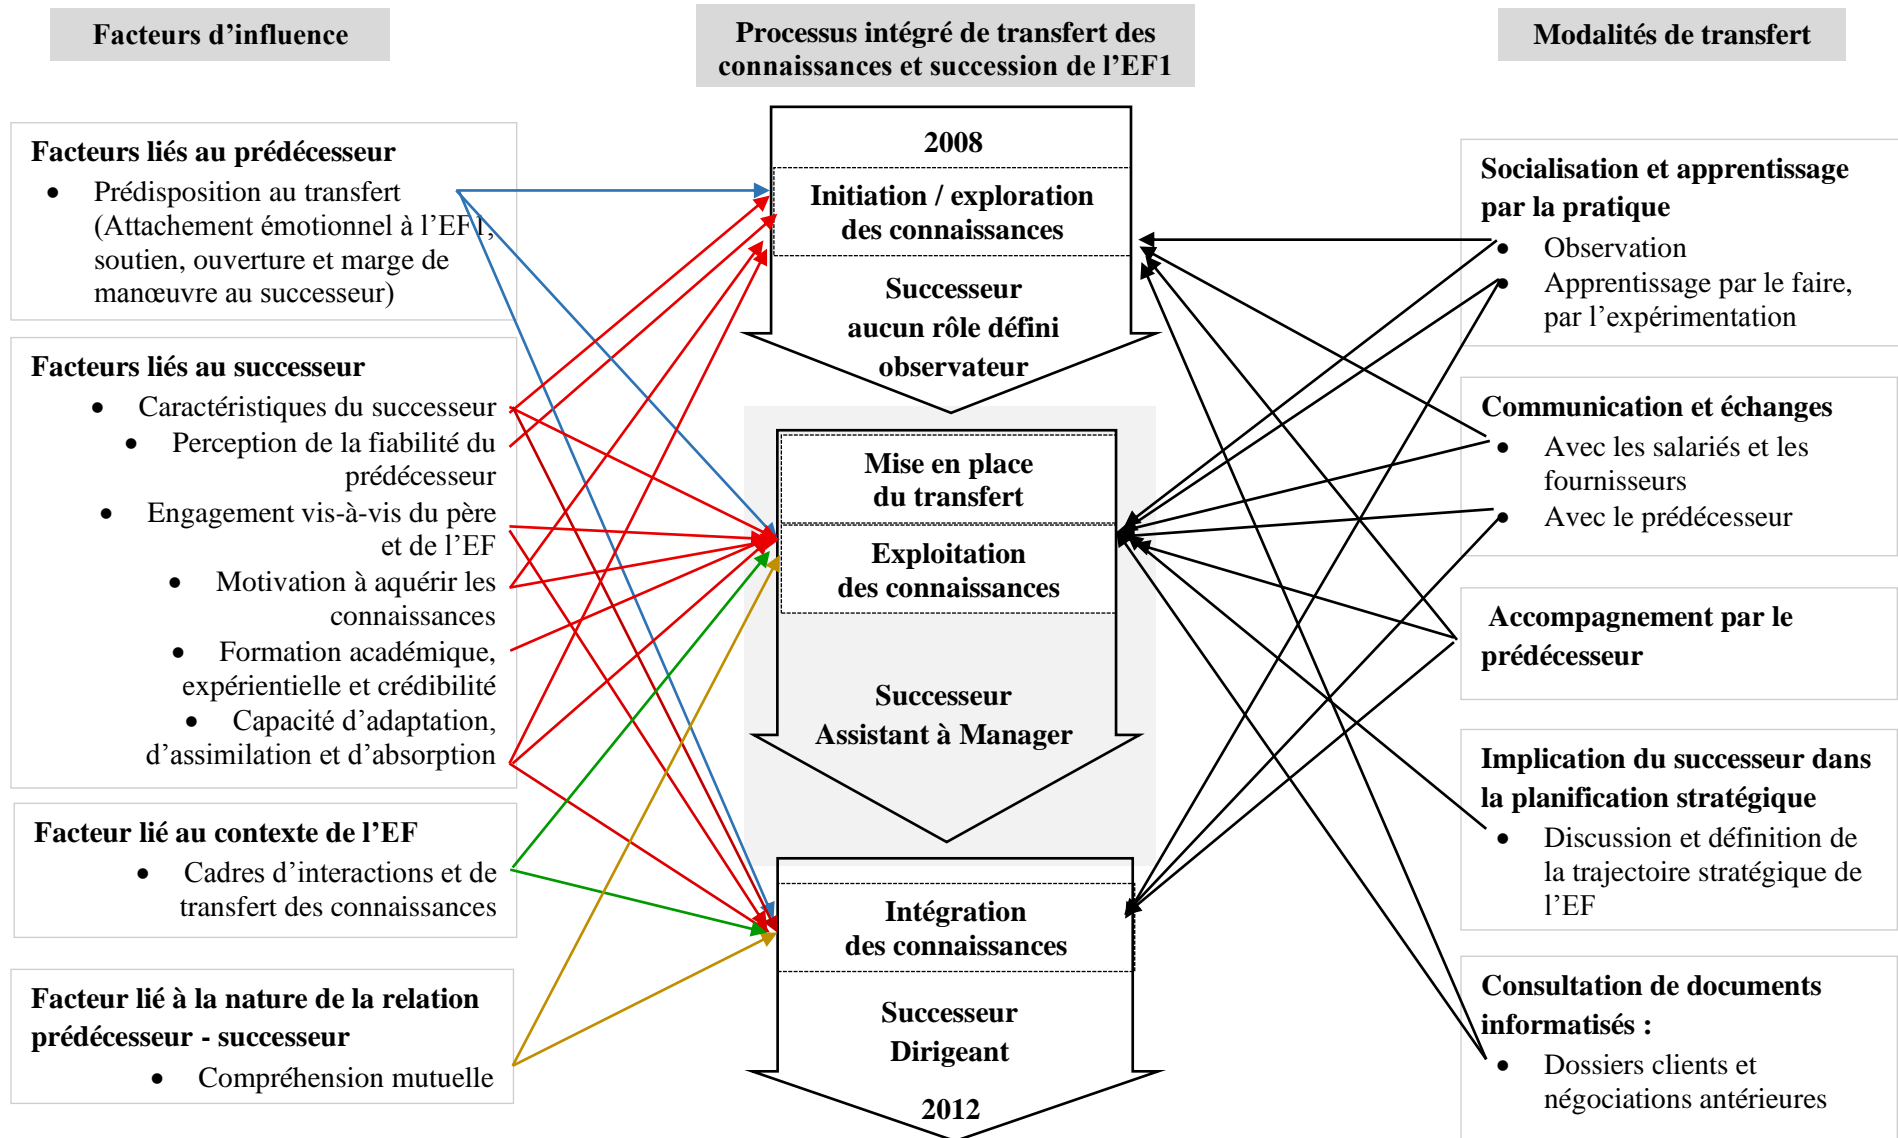 Facteurs d’influence
Processus intégré de transfert des
connaissances et succession de l’EF1
Modalités de transfert
Facteurs liés au prédécesseur
• Prédisposition au transfert
(Attachement émotionnel à l’EF1,
soutien, ouverture et marge de
manœuvre au successeur)
Facteurs liés au successeur
• Caractéristiques du successeur
• Perception de la fiabilité du
prédécesseur
• Engagement vis-à-vis du père
et de l’EF
• Motivation à aquérir les
connaissances
• Formation académique,
expérientielle et crédibilité
• Capacité d’adaptation,
d’assimilation et d’absorption
Facteur lié au contexte de l’EF
• Cadres d’interactions et de
transfert des connaissances
Facteur lié à la nature de la relation
prédécesseur - successeur
• Compréhension mutuelle
2008
Initiation / exploration
des connaissances
Successeur
aucun rôle défini
observateur
Mise en place
du transfert
Exploitation
des connaissances
Successeur
Assistant à Manager
Intégration
des connaissances
Successeur
Dirigeant
2012
Socialisation et apprentissage
par la pratique
• Observation
• Apprentissage par le faire,
par l’expérimentation
Communication et échanges
• Avec les salariés et les
fournisseurs
• Avec le prédécesseur
Accompagnement par le
prédécesseur
Implication du successeur dans
la planification stratégique
• Discussion et définition de
la trajectoire stratégique de
l’EF
Consultation de documents
informatisés :
• Dossiers clients et
négociations antérieures